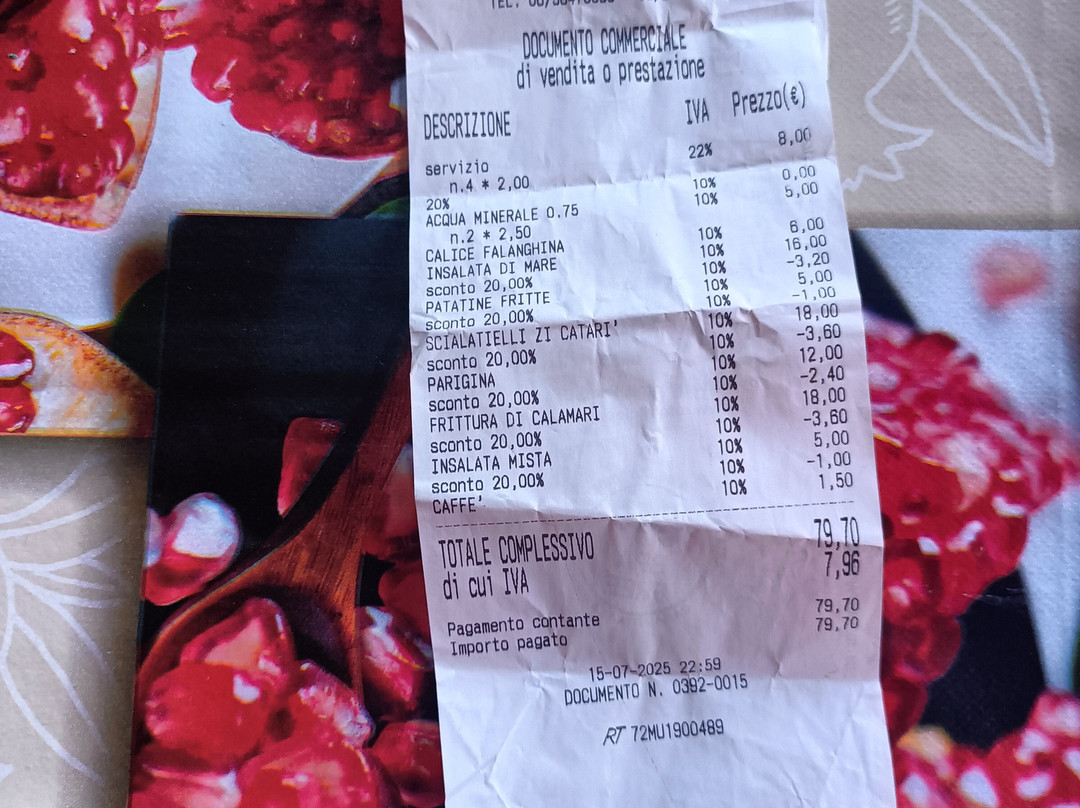 DOCUMENTO COMMERCIALE
di vendita o prestazione
DESCRIZIONE IVA Prezzo(€)
servizio 22% 8,00
n.4 * 2,00
20% 10% 0,00
ACQUA MINERALE 0.75 10% 5,00
n.2 * 2,50
CALICE FALANGHINA 10% 6,00
INSALATA DI MARE 10% 16,00
sconto 20,00% 10% -3,20
PATATINE FRITTE 10% 5,00
sconto 20,00% 10% -1,00
SCIALATIELLI ZI CATARI' 10% 18,00
sconto 20,00% 10% -3,60
PARIGINA 10% 12,00
sconto 20,00% 10% -2,40
FRITTURA DI CALAMARI 10% 18,00
sconto 20,00% 10% -3,60
INSALATA MISTA 10% 5,00
sconto 20,00% 10% -1,00
CAFFE' 10% 1,50
TOTALE COMPLESSIVO 79,70
di cui IVA 7,96
Pagamento contante 79,70
Importo pagato 79,70
15-07-2025 22:59
DOCUMENTO N. 0392-0015
RT 72MU1900489